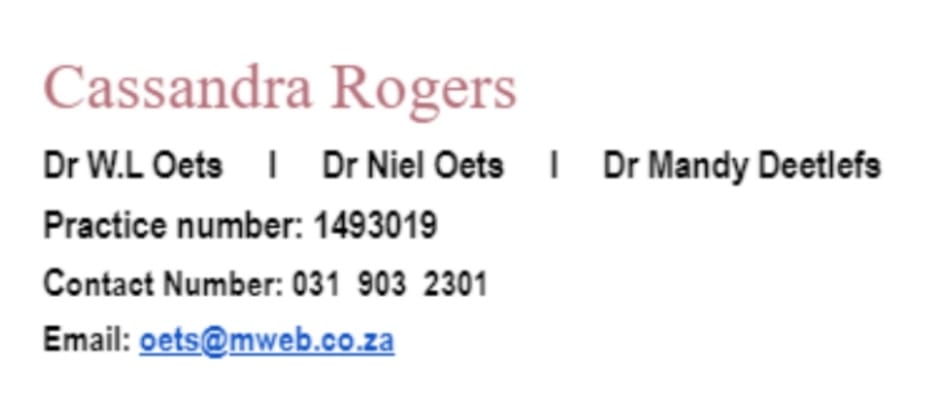 Cassandra Rogers
Dr W.L Oets I Dr Niel Oets I Dr Mandy Deetlefs
Practice number: 1493019
Contact Number: 031 903 2301
Email: oets@mweb.co.za